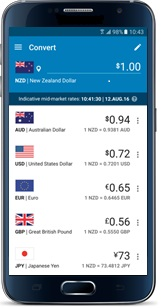 10:43
Convert
$1.00
NZD | New Zealand Dollar
Indicative mid-market rates: 10:41:30 | 12.AUG.16
$0.94
AUD | Australian Dollar
1 NZD = 0.9381 AUD
$0.72
USD | United States Dollar
1 NZD = 0.7201 USD
€0.65
EUR | Euro
1 NZD = 0.6465 EUR
£0.56
GBP | Great British Pound
1 NZD = 0.5550 GBP
¥73
JPY | Japanese Yen
1 NZD = 73.4812 JPY